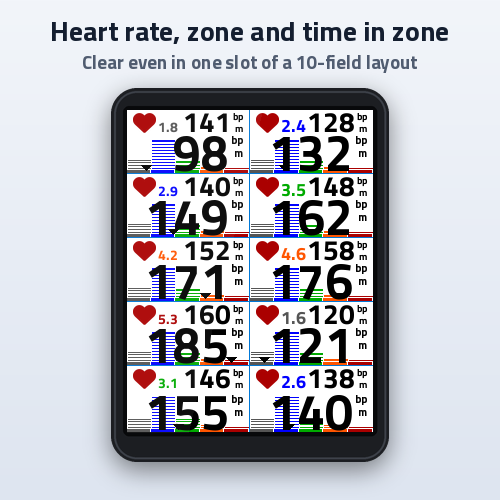 Heart rate, zone and time in zone
Clear even in one slot of a 10-field layout
1.8 141 bpm
98 bpm
2.4 128 bpm
132 bpm
2.9 140 bpm
149 bpm
3.5 148 bpm
162 bpm
4.2 152 bpm
171 bpm
4.6 158 bpm
176 bpm
5.3 160 bpm
185 bpm
1.6 120 bpm
121 bpm
3.1 146 bpm
155 bpm
2.6 138 bpm
140 bpm